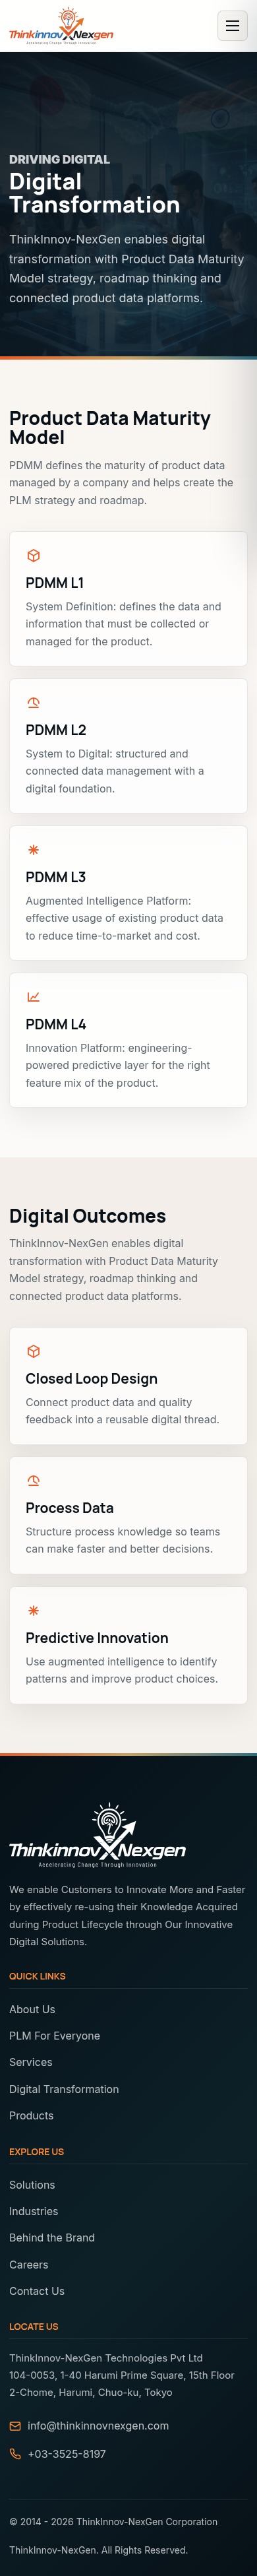 Thinkinnov Nexgen
Accelerating Change Through Innovation
DRIVING DIGITAL
Digital
Transformation
ThinkInnov-NexGen enables digital
transformation with Product Data Maturity
Model strategy, roadmap thinking and
connected product data platforms.
Product Data Maturity
Model
PDMM defines the maturity of product data
managed by a company and helps create the
PLM strategy and roadmap.
PDMM L1
System Definition: defines the data and
information that must be collected or
managed for the product.
PDMM L2
System to Digital: structured and
connected data management with a
digital foundation.
PDMM L3
Augmented Intelligence Platform:
effective usage of existing product data
to reduce time-to-market and cost.
PDMM L4
Innovation Platform: engineering-
powered predictive layer for the right
feature mix of the product.
Digital Outcomes
ThinkInnov-NexGen enables digital
transformation with Product Data Maturity
Model strategy, roadmap thinking and
connected product data platforms.
Closed Loop Design
Connect product data and quality
feedback into a reusable digital thread.
Process Data
Structure process knowledge so teams
can make faster and better decisions.
Predictive Innovation
Use augmented intelligence to identify
patterns and improve product choices.
Thinkinnov Nexgen
Accelerating Change Through Innovation
We enable Customers to Innovate More and Faster
by effectively re-using their Knowledge Acquired
during Product Lifecycle through Our Innovative
Digital Solutions.
QUICK LINKS
About Us
PLM For Everyone
Services
Digital Transformation
Products
EXPLORE US
Solutions
Industries
Behind the Brand
Careers
Contact Us
LOCATE US
ThinkInnov-NexGen Technologies Pvt Ltd
104-0053, 1-40 Harumi Prime Square, 15th Floor
2-Chome, Harumi, Chuo-ku, Tokyo
info@thinkinnovnexgen.com
+03-3525-8197
© 2014 - 2026 ThinkInnov-NexGen Corporation
ThinkInnov-NexGen. All Rights Reserved.